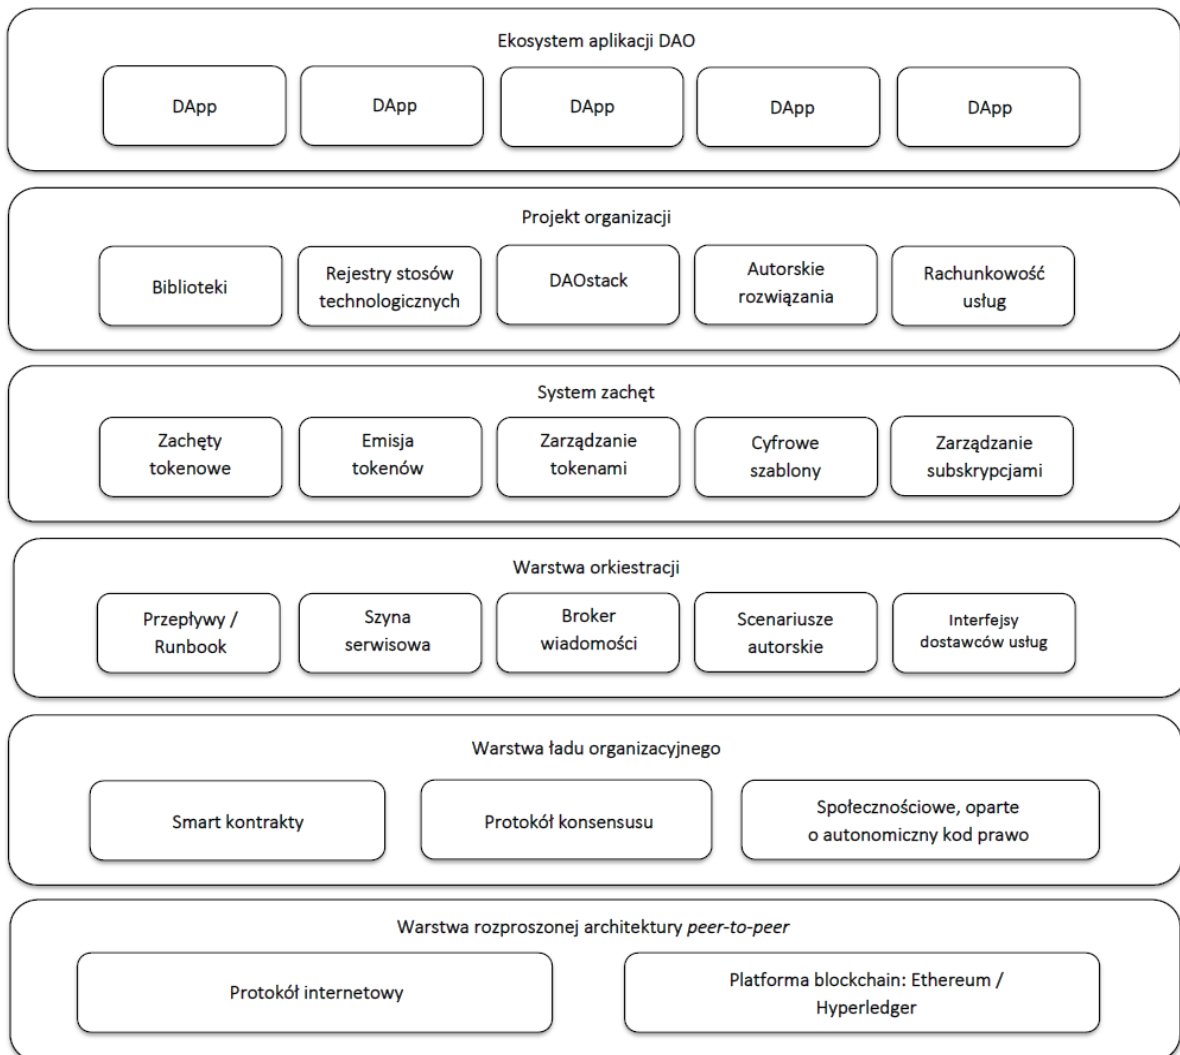 Ekosystem aplikacji DAO
DApp
DApp
DApp
DApp
DApp
Projekt organizacji
Biblioteki
Rejestry stosów
technologicznych
DAOstack
Autorskie
rozwiązania
Rachunkowość
usług
System zachęt
Zachęty
tokenowe
Emisja
tokenów
Zarządzanie
tokenami
Cyfrowe
szablony
Zarządzanie
subskrypcjami
Warstwa orkiestracji
Przepływy /
Runbook
Szyna
serwisowa
Broker
wiadomości
Scenariusze
autorskie
Interfejsy
dostawców usług
Warstwa ładu organizacyjnego
Smart kontrakty
Protokół konsensusu
Społecznościowe, oparte
o autonomiczny kod prawo
Warstwa rozproszonej architektury peer-to-peer
Protokół internetowy
Platforma blockchain: Ethereum /
Hyperledger